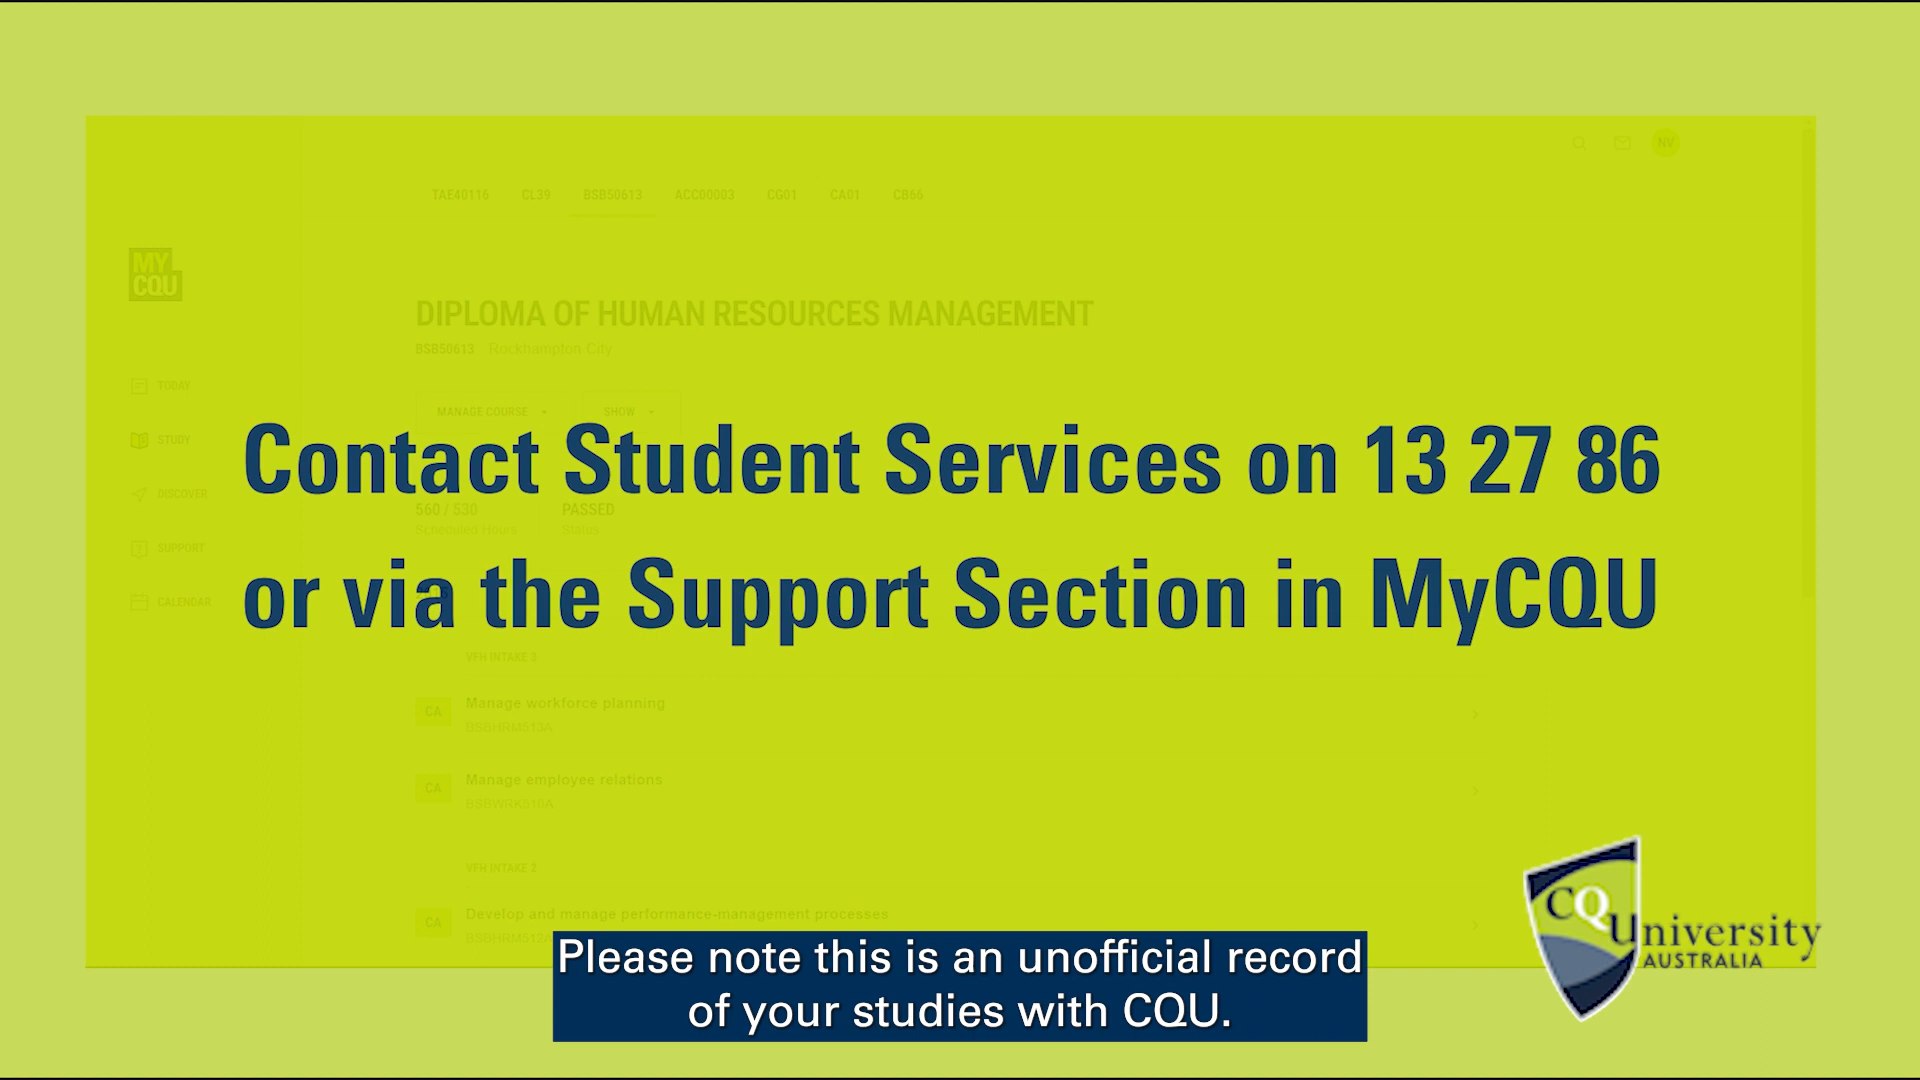 NV
TAE40116 CL39 BSB50613 ACC00003 CG01 CA01 CB66
MY
CQU
DIPLOMA OF HUMAN RESOURCES MANAGEMENT
BSB50613 Rockhampton City
TODAY
MANAGE COURSE SHOW
STUDY
Contact Student Services on 13 27 86
DISCOVER
560 / 530 PASSED
Scheduled Hours Status
SUPPORT
or via the Support Section in MyCQU
CALENDAR
VFH INTAKE 3
CA Manage workforce planning
BSBHRM513A
CA Manage employee relations
BSBWRK510A
VFH INTAKE 2
CA Develop and manage performance-management processes
BSBHRM512A
CQUniversity
AUSTRALIA
Please note this is an unofficial record
of your studies with CQU.